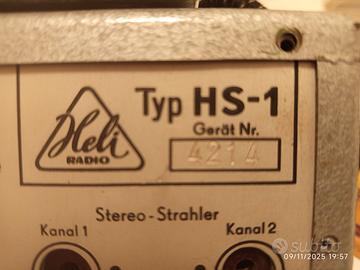 Heli
RADIO
Typ HS-1
Gerät Nr.
4214
Stereo-Strahler
Kanal 1
Kanal 2
subito
09/11/2025 19:57